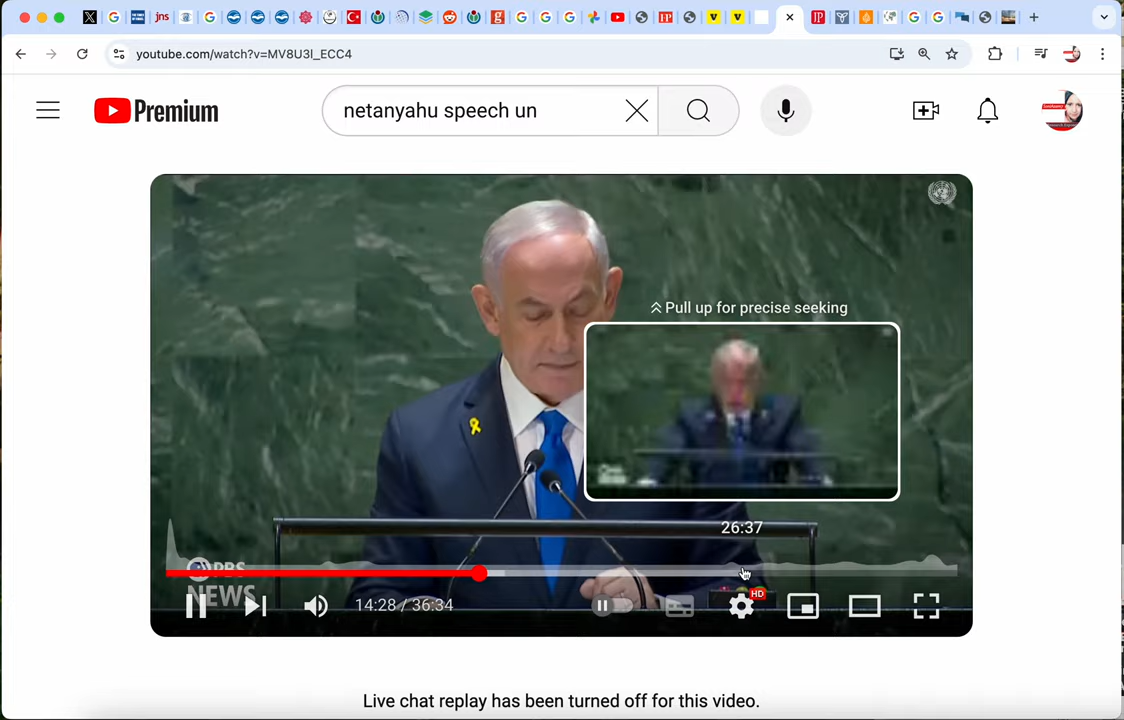 youtube.com/watch?v=MV8U3l_ECC4
Premium
netanyahu speech un
Pull up for precise seeking
26:37
PBS
NEWS
HD
14:28 / 36:34
Live chat replay has been turned off for this video.